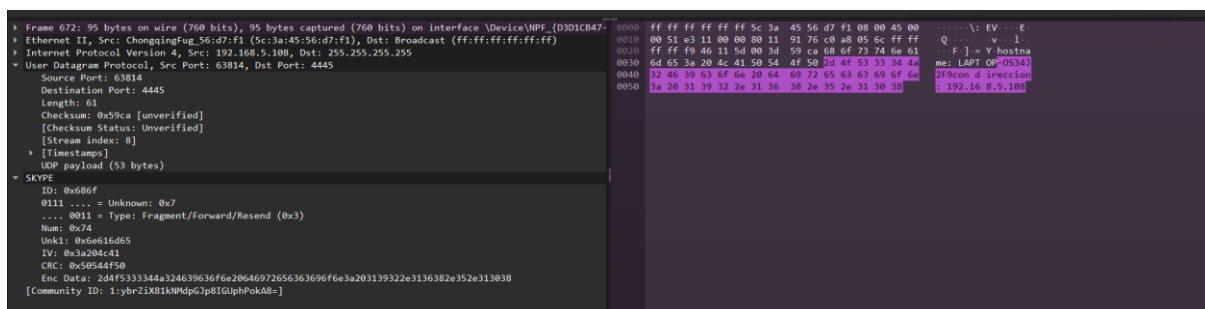 Frame 672: 95 bytes on wire (760 bits), 95 bytes captured (760 bits) on interface \Device\NPF_{D3D1CB47-
Ethernet II, Src: ChongqingFug_56:d7:f1 (5c:3a:45:56:d7:f1), Dst: Broadcast (ff:ff:ff:ff:ff:ff)
Internet Protocol Version 4, Src: 192.168.5.108, Dst: 255.255.255.255
User Datagram Protocol, Src Port: 63814, Dst Port: 4445
Source Port: 63814
Destination Port: 4445
Length: 61
Checksum: 0x59ca [unverified]
[Checksum Status: Unverified]
[Stream index: 8]
[Timestamps]
UDP payload (53 bytes)
SKYPE
ID: 0x686f
0111 .... = Unknown: 0x7
.... 0011 = Type: Fragment/Forward/Resend (0x3)
Num: 0x74
Unk1: 0x6e616d65
IV: 0x3a204c41
CRC: 0x50544f50
Enc Data: 2d4f5333344a324639636f6e20646972656363696f6e3a203139322e3136382e352e313038
[Community ID: 1:ybrZiX81kNMdpGJp8IGUphPokA8=]
0000 ff ff ff ff ff ff 5c 3a 45 56 d7 f1 08 00 45 00 ······\: EV····E·
0010 00 51 e3 11 00 00 80 11 91 76 c0 a8 05 6c ff ff ·Q······ ·v···l··
0020 ff ff f9 46 11 5d 00 3d 59 ca 68 6f 73 74 6e 61 ···F·]·= Y·hostna
0030 6d 65 3a 20 4c 41 50 54 4f 50 2d 4f 53 33 34 4a me: LAPT OP-OS34J
0040 32 46 39 63 6f 6e 20 64 69 72 65 63 63 69 6f 6e 2F9con d ireccion
0050 3a 20 31 39 32 2e 31 36 38 2e 35 2e 31 30 38 : 192.16 8.5.108